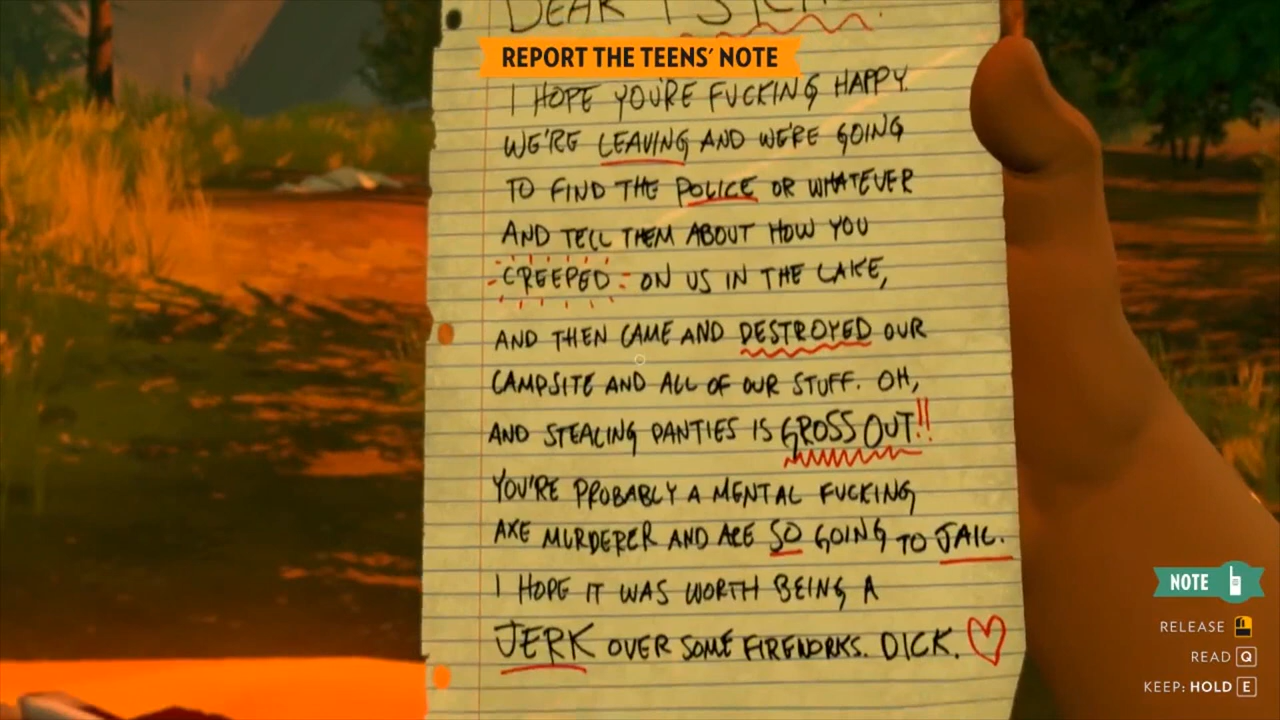 DEAR PSYCHO:
REPORT THE TEENS' NOTE
I HOPE YOU'RE FUCKING HAPPY.
WE'RE LEAVING AND WE'RE GOING
TO FIND THE POLICE OR WHATEVER
AND TELL THEM ABOUT HOW YOU
CREEPED ON US IN THE LAKE,
AND THEN CAME AND DESTROYED OUR
CAMPSITE AND ALL OF OUR STUFF. OH,
AND STEALING PANTIES IS GROSS OUT!!
YOU'RE PROBABLY A MENTAL FUCKING
AXE MURDERER AND ARE SO GOING TO JAIL.
I HOPE IT WAS WORTH BEING A
JERK OVER SOME FIREWORKS. DICK.
NOTE
RELEASE
READ Q
KEEP: HOLD E